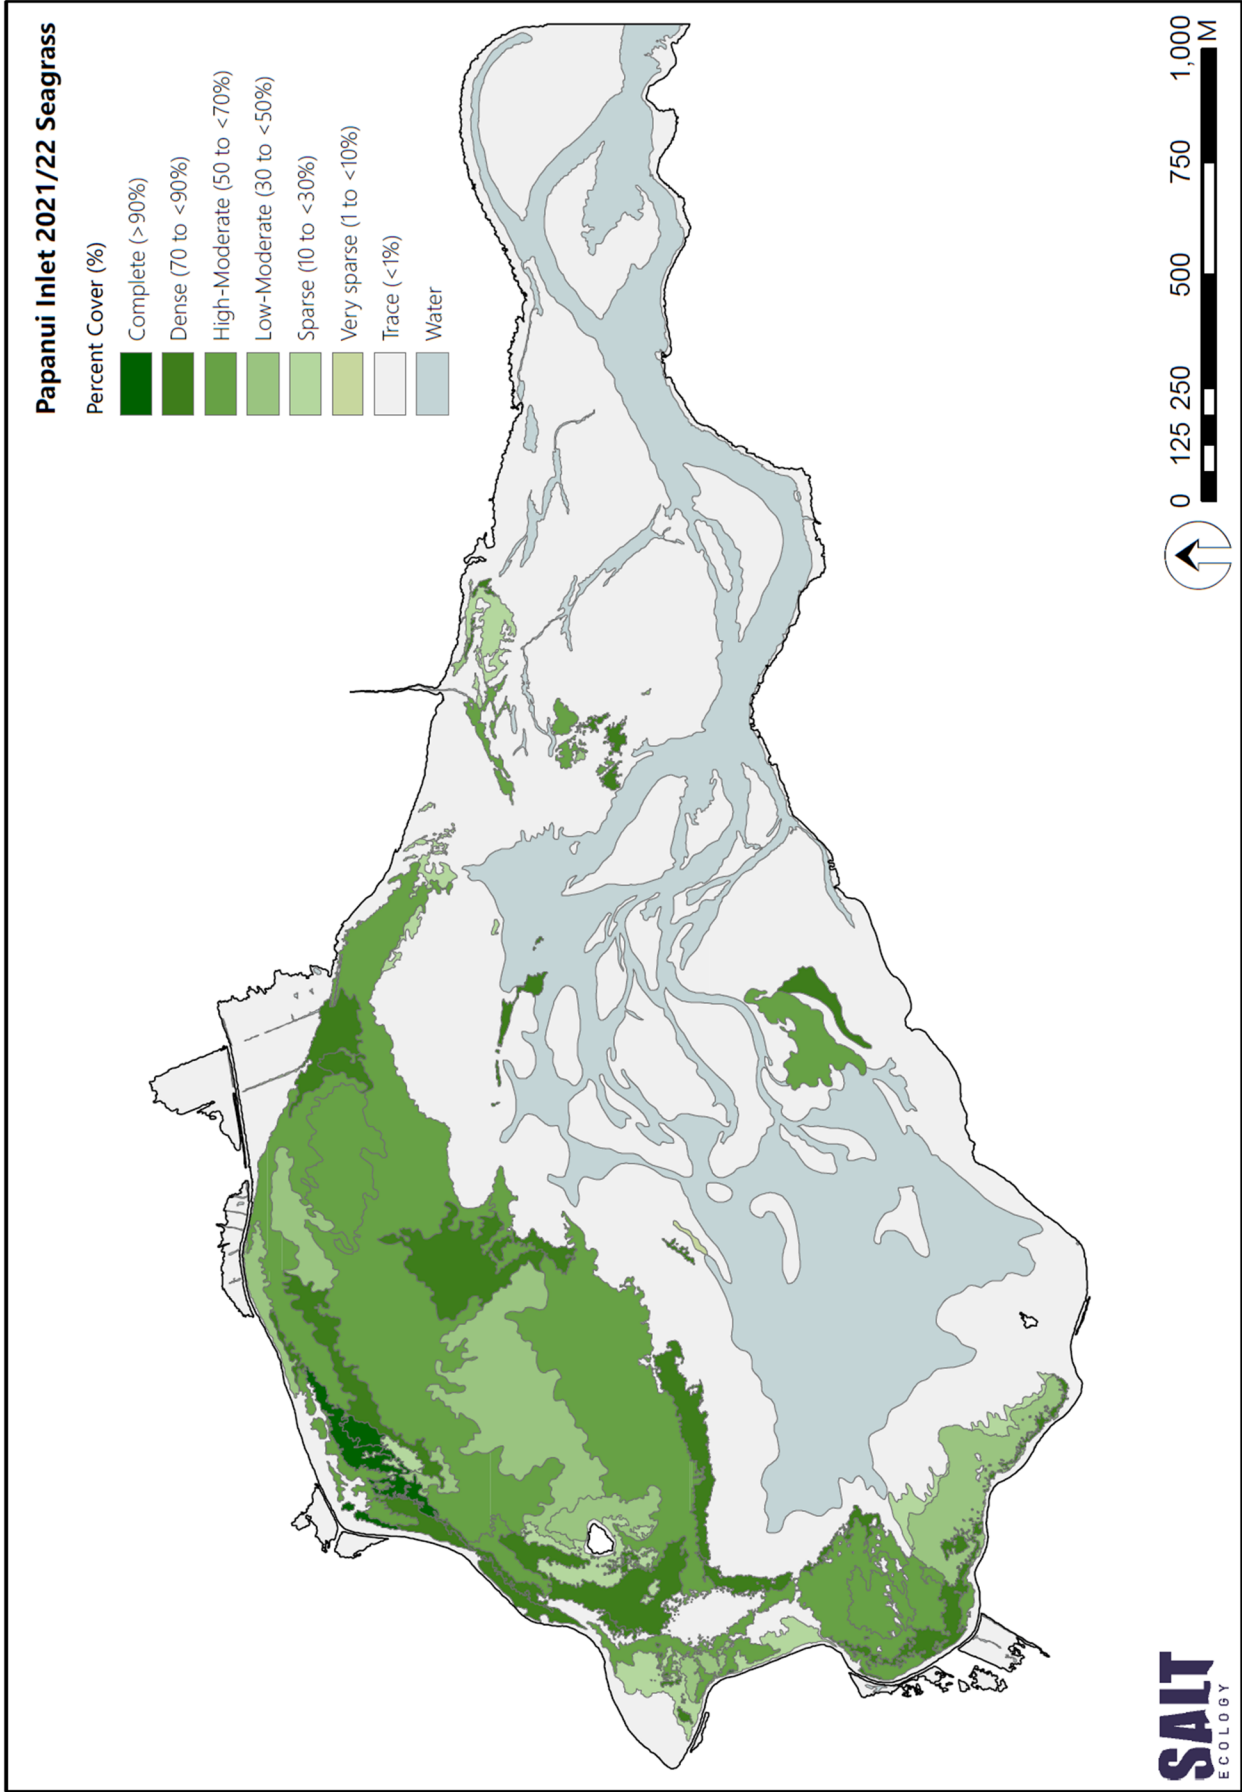 Papanui Inlet 2021/22 Seagrass
Percent Cover (%)
Complete (>90%)
Dense (70 to <90%)
High-Moderate (50 to <70%)
Low-Moderate (30 to <50%)
Sparse (10 to <30%)
Very sparse (1 to <10%)
Trace (<1%)
Water
0 125 250 500 750 1,000
M
SALT
ECOLOGY